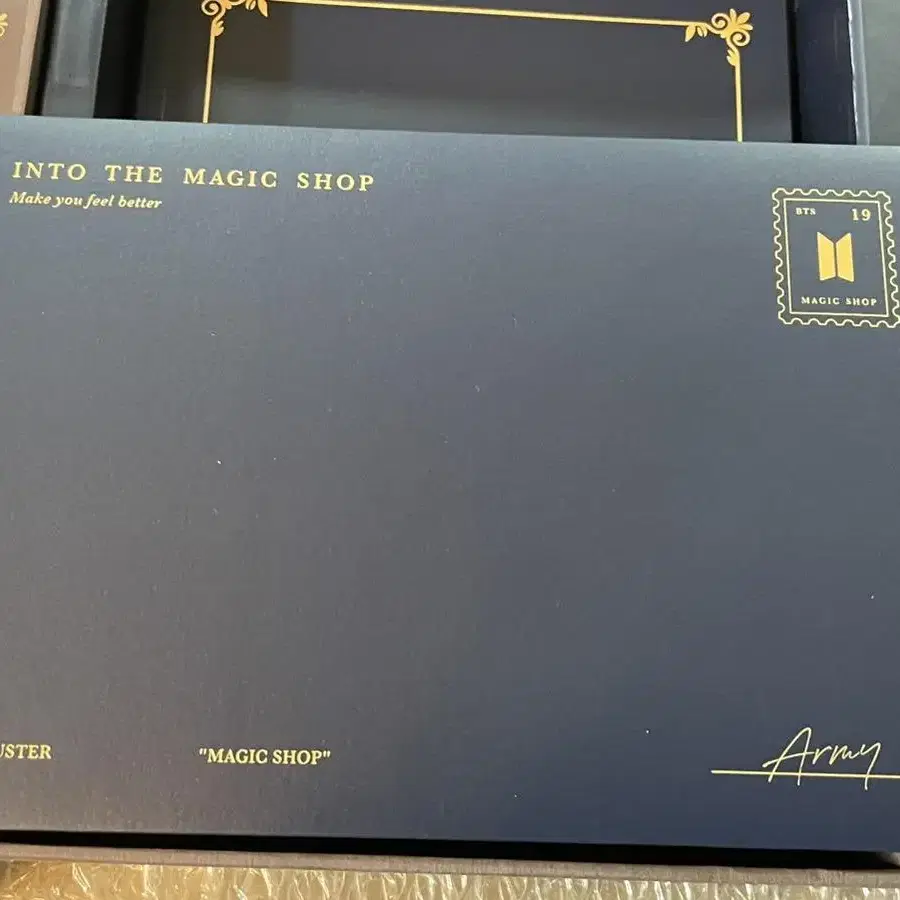 INTO THE MAGIC SHOP
Make you feel better
BTS 19
MAGIC SHOP
USTER "MAGIC SHOP"
Army